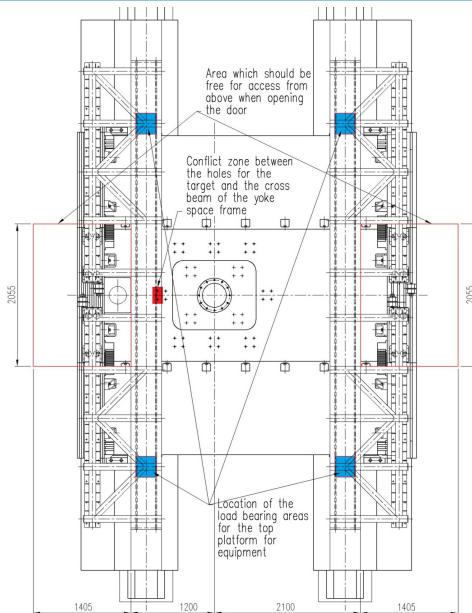 Area which should be
free for access from
above when opening
the door
Conflict zone between
the holes for the
target and the cross
beam of the yoke
space frame
2055
2055
Location of the
load bearing areas
for the top
platform for
equipment
1405
1200
2100
1405